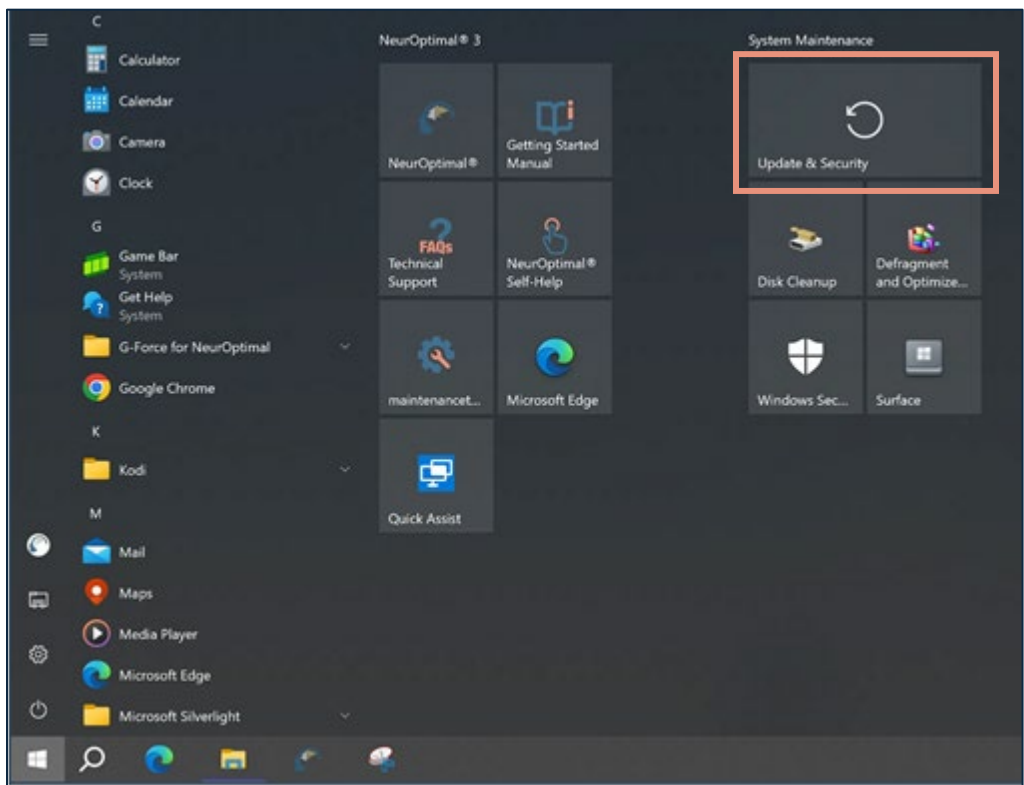 C
Calculator
Calendar
Camera
Clock
G
Game Bar
System
Get Help
System
G-Force for NeurOptimal
Google Chrome
K
Kodi
M
Mail
Maps
Media Player
Microsoft Edge
Microsoft Silverlight
NeurOptimal® 3
NeurOptimal®
Getting Started
Manual
FAQs
Technical
Support
NeurOptimal®
Self-Help
maintenancet...
Microsoft Edge
Quick Assist
System Maintenance
Update & Security
Disk Cleanup
Defragment
and Optimize...
Windows Sec...
Surface